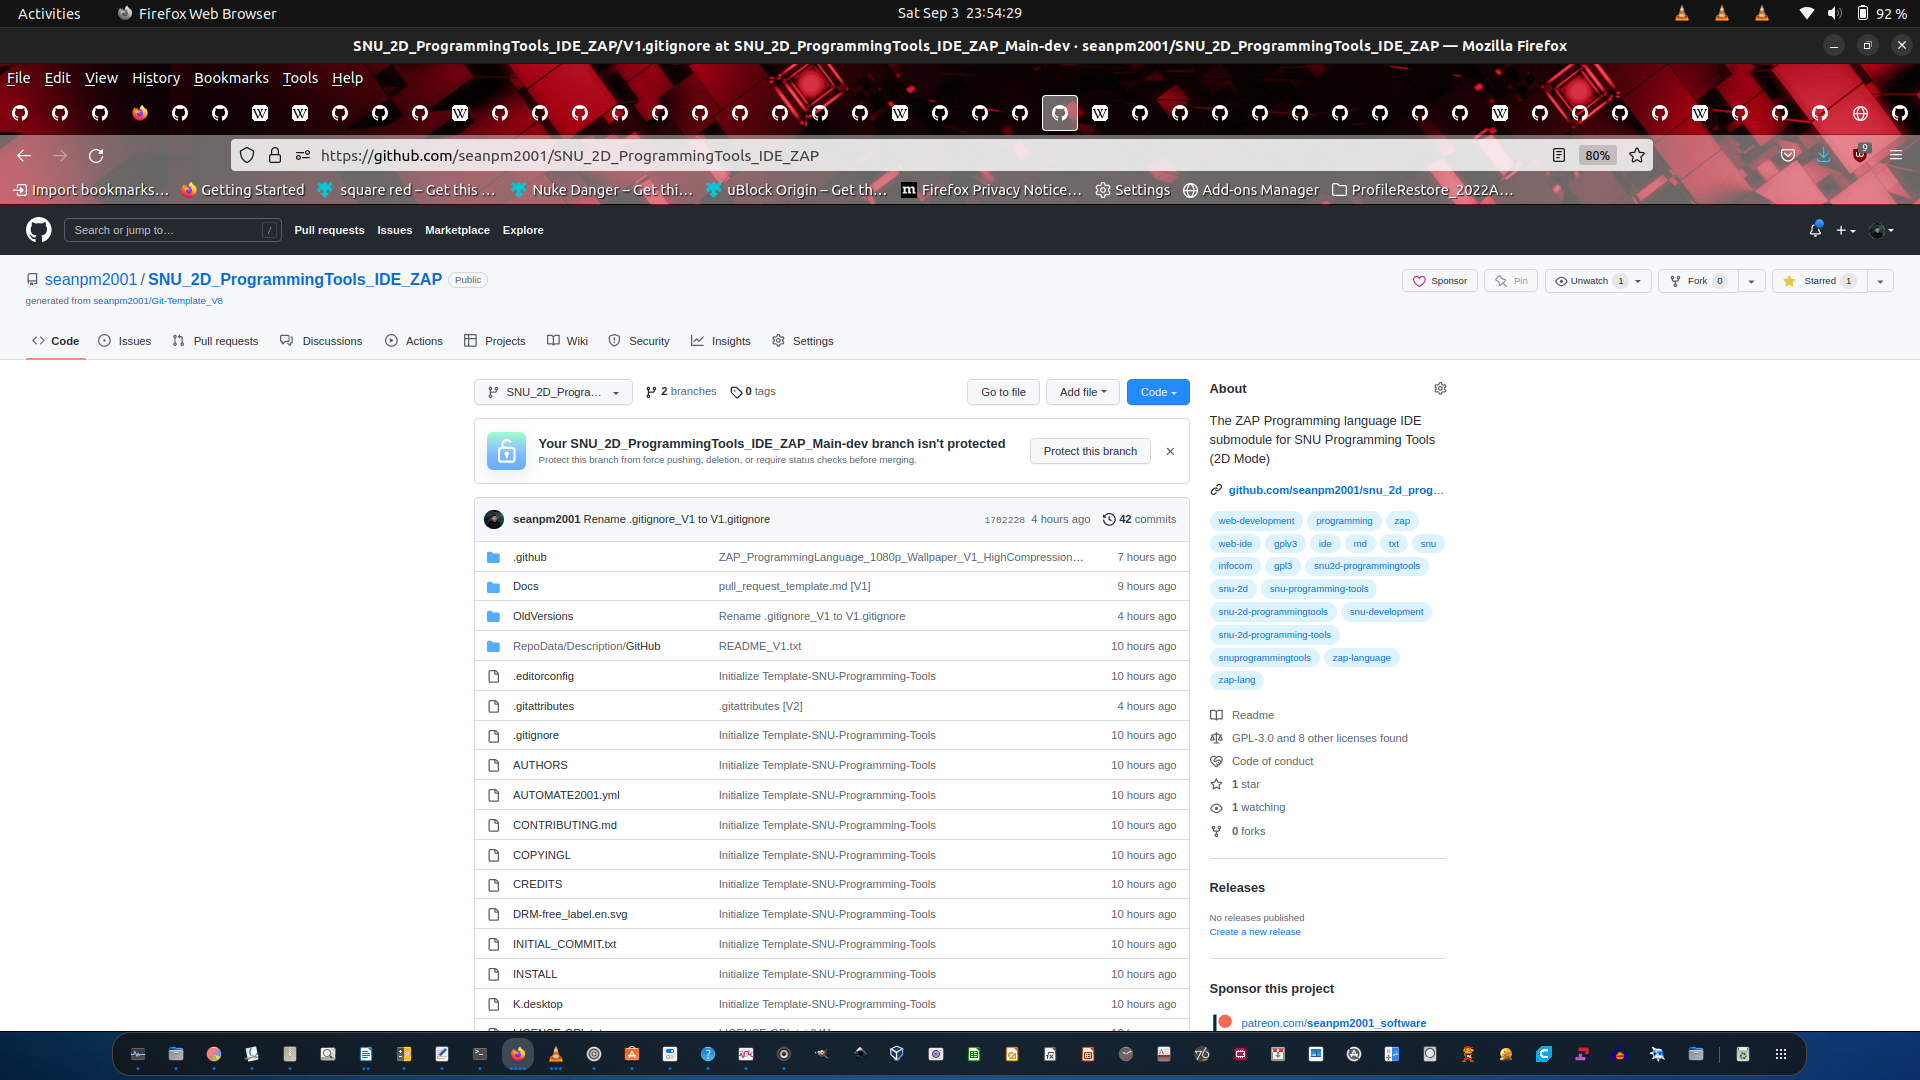 Activities Firefox Web Browser Sat Sep 3 23:54:29 92 %
SNU_2D_ProgrammingTools_IDE_ZAP/V1.gitignore at SNU_2D_ProgrammingTools_IDE_ZAP_Main-dev · seanpm2001/SNU_2D_ProgrammingTools_IDE_ZAP — Mozilla Firefox
File Edit View History Bookmarks Tools Help
https://github.com/seanpm2001/SNU_2D_ProgrammingTools_IDE_ZAP 80% 9
Import bookmarks… Getting Started square red – Get this … Nuke Danger – Get thi… uBlock Origin – Get th… Firefox Privacy Notice… Settings Add-ons Manager ProfileRestore_2022A…
Search or jump to… / Pull requests Issues Marketplace Explore
seanpm2001 / SNU_2D_ProgrammingTools_IDE_ZAP Public Sponsor Pin Unwatch 1 Fork 0 Starred 1
generated from seanpm2001/Git-Template_V8
Code Issues Pull requests Discussions Actions Projects Wiki Security Insights Settings
SNU_2D_Progra… 2 branches 0 tags Go to file Add file Code
Your SNU_2D_ProgrammingTools_IDE_ZAP_Main-dev branch isn't protected
Protect this branch from force pushing, deletion, or require status checks before merging.
Protect this branch
seanpm2001 Rename .gitignore_V1 to V1.gitignore 1702228 4 hours ago 42 commits
.github ZAP_ProgrammingLanguage_1080p_Wallpaper_V1_HighCompression… 7 hours ago
Docs pull_request_template.md [V1] 9 hours ago
OldVersions Rename .gitignore_V1 to V1.gitignore 4 hours ago
RepoData/Description/GitHub README_V1.txt 10 hours ago
.editorconfig Initialize Template-SNU-Programming-Tools 10 hours ago
.gitattributes .gitattributes [V2] 4 hours ago
.gitignore Initialize Template-SNU-Programming-Tools 10 hours ago
AUTHORS Initialize Template-SNU-Programming-Tools 10 hours ago
AUTOMATE2001.yml Initialize Template-SNU-Programming-Tools 10 hours ago
CONTRIBUTING.md Initialize Template-SNU-Programming-Tools 10 hours ago
COPYINGL Initialize Template-SNU-Programming-Tools 10 hours ago
CREDITS Initialize Template-SNU-Programming-Tools 10 hours ago
DRM-free_label.en.svg Initialize Template-SNU-Programming-Tools 10 hours ago
INITIAL_COMMIT.txt Initialize Template-SNU-Programming-Tools 10 hours ago
INSTALL Initialize Template-SNU-Programming-Tools 10 hours ago
K.desktop Initialize Template-SNU-Programming-Tools 10 hours ago
About
The ZAP Programming language IDE
submodule for SNU Programming Tools
(2D Mode)
github.com/seanpm2001/snu_2d_prog…
web-development programming zap
web-ide gplv3 ide md txt snu
infocom gpl3 snu2d-programmingtools
snu-2d snu-programming-tools
snu-2d-programmingtools snu-development
snu-2d-programming-tools
snuprogrammingtools zap-language
zap-lang
Readme
GPL-3.0 and 8 other licenses found
Code of conduct
1 star
1 watching
0 forks
Releases
No releases published
Create a new release
Sponsor this project
patreon.com/seanpm2001_software